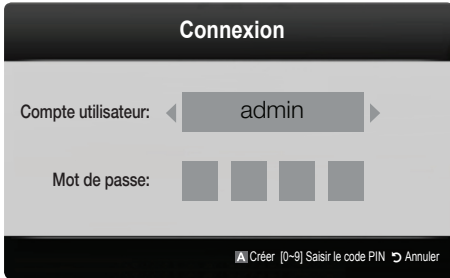 Connexion
Compte utilisateur: admin
Mot de passe:
A Créer [0~9] Saisir le code PIN Annuler